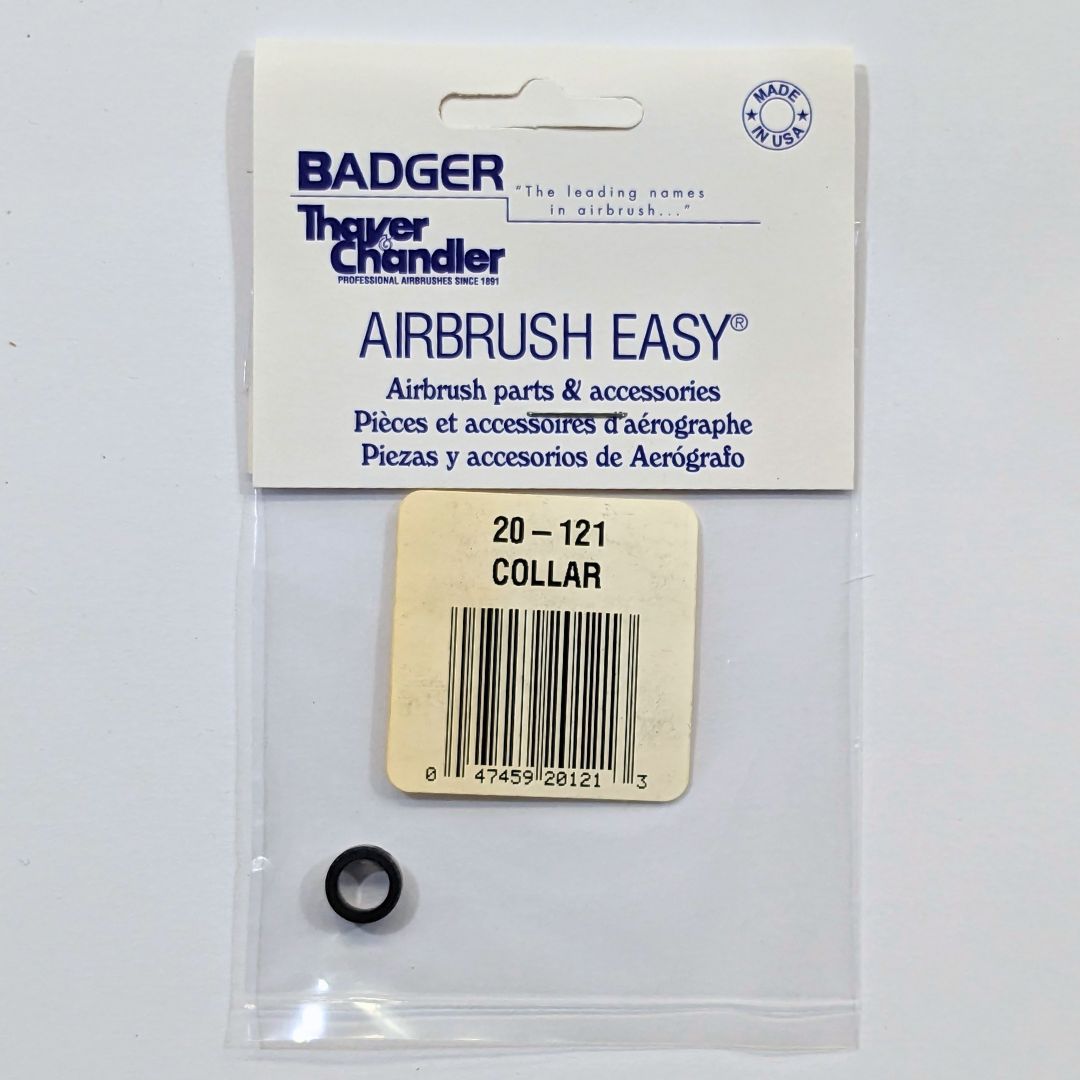 MADE
IN USA
BADGER
"The leading names
in airbrush..."
Thayer
&
Chandler
PROFESSIONAL AIRBRUSHES SINCE 1891
AIRBRUSH EASY®
Airbrush parts & accessories
Pièces et accessoires d'aérographe
Piezas y accesorios de Aerógrafo
20 – 121
COLLAR
0 47459 20121 3